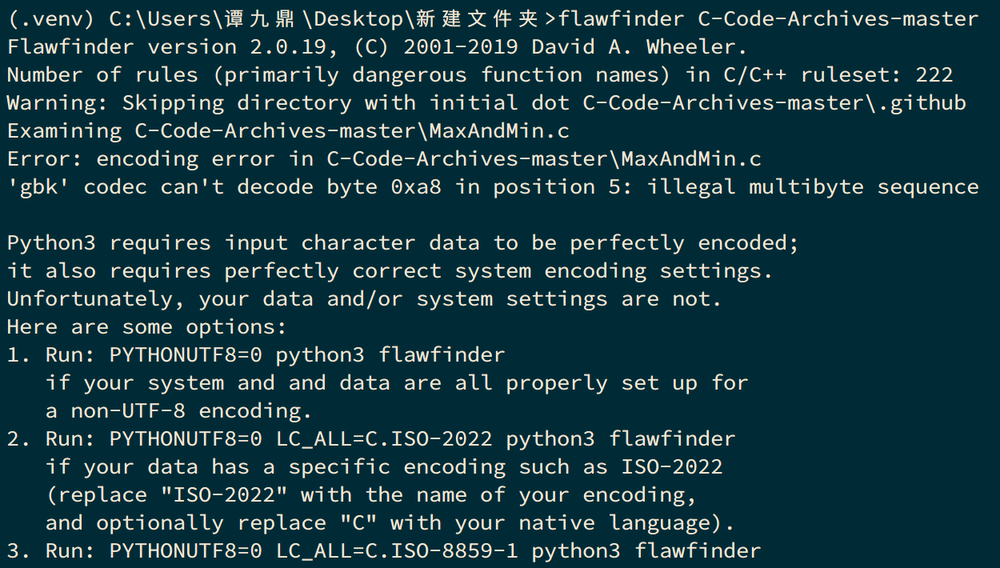 (.venv) C:\Users\谭九鼎\Desktop\新建文件夹>flawfinder C-Code-Archives-master
Flawfinder version 2.0.19, (C) 2001-2019 David A. Wheeler.
Number of rules (primarily dangerous function names) in C/C++ ruleset: 222
Warning: Skipping directory with initial dot C-Code-Archives-master\.github
Examining C-Code-Archives-master\MaxAndMin.c
Error: encoding error in C-Code-Archives-master\MaxAndMin.c
'gbk' codec can't decode byte 0xa8 in position 5: illegal multibyte sequence

Python3 requires input character data to be perfectly encoded;
it also requires perfectly correct system encoding settings.
Unfortunately, your data and/or system settings are not.
Here are some options:
1. Run: PYTHONUTF8=0 python3 flawfinder
   if your system and and data are all properly set up for
   a non-UTF-8 encoding.
2. Run: PYTHONUTF8=0 LC_ALL=C.ISO-2022 python3 flawfinder
   if your data has a specific encoding such as ISO-2022
   (replace "ISO-2022" with the name of your encoding,
   and optionally replace "C" with your native language).
3. Run: PYTHONUTF8=0 LC_ALL=C.ISO-8859-1 python3 flawfinder